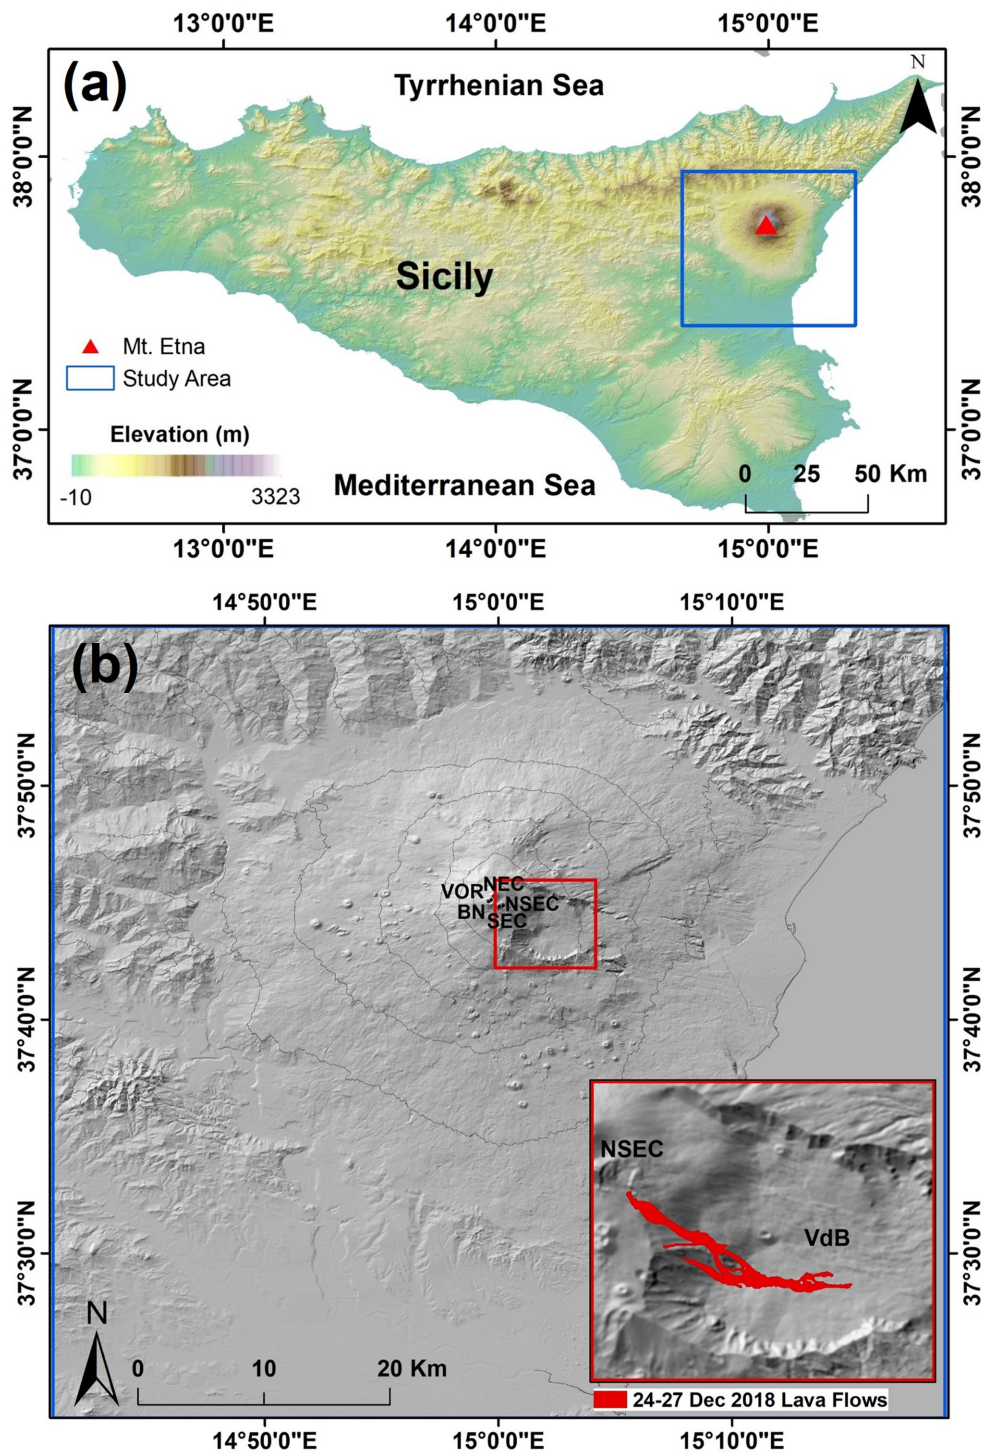 13°0'0"E 14°0'0"E 15°0'0"E
(a)
Tyrrhenian Sea
N
38°0'0"N
38°0'0"N
Sicily
Mt. Etna
Study Area
37°0'0"N
37°0'0"N
Elevation (m)
-10 3323
Mediterranean Sea
0 25 50 Km
13°0'0"E 14°0'0"E 15°0'0"E
14°50'0"E 15°0'0"E 15°10'0"E
(b)
37°50'0"N
37°50'0"N
NEC
VOR
NSEC
BN
SEC
37°40'0"N
37°40'0"N
NSEC
VdB
37°30'0"N
37°30'0"N
N
0 10 20 Km
24-27 Dec 2018 Lava Flows
14°50'0"E 15°0'0"E 15°10'0"E